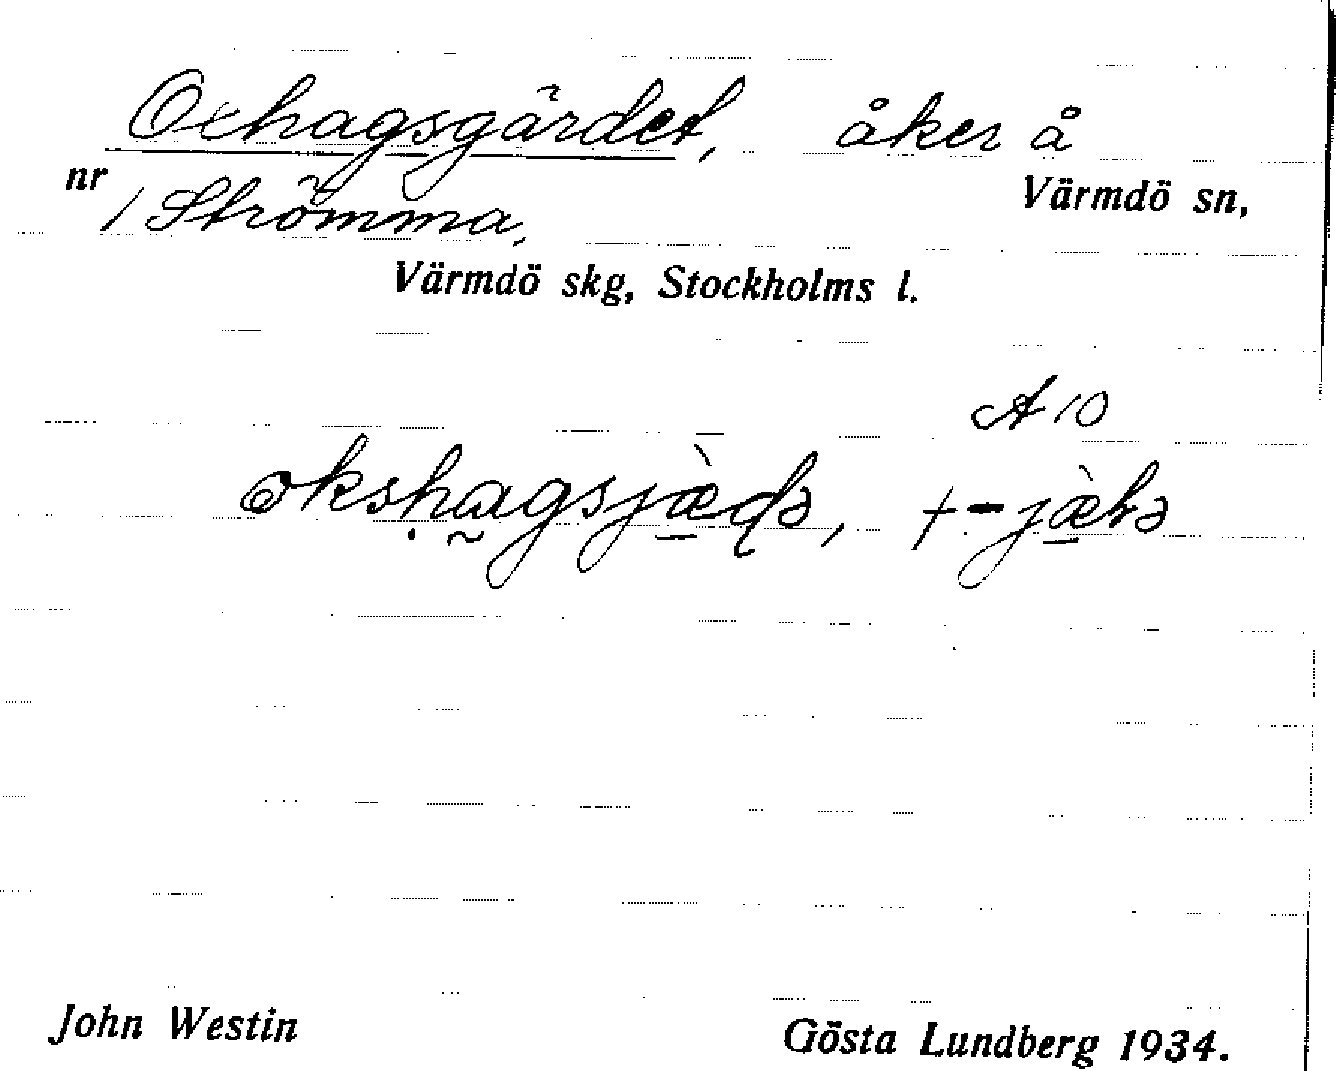 Oxhagsgärdet, åker å
nr 1 Strömma, Värmdö sn,
Värmdö skg, Stockholms l.
A 10
John Westin Gösta Lundberg 1934.